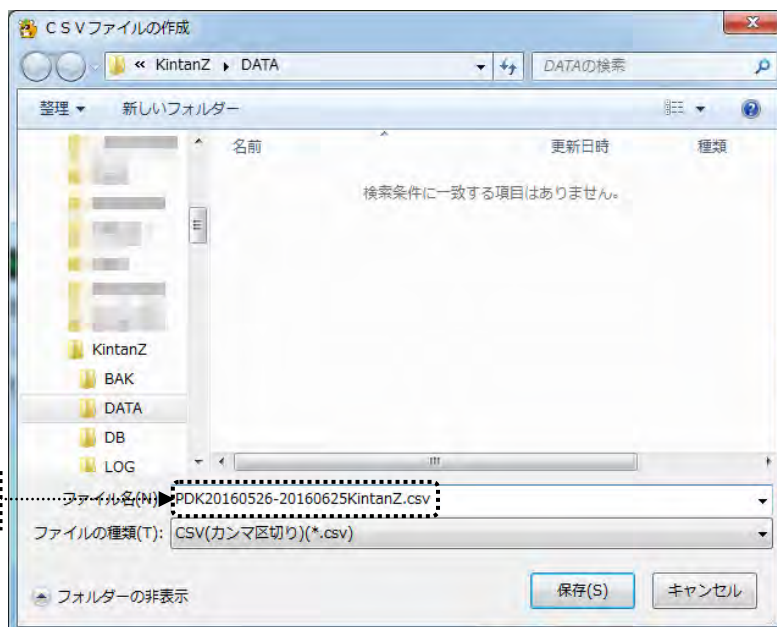 CSVファイルの作成
« KintanZ ▸ DATA
DATAの検索
整理 ▼ 新しいフォルダー
名前 更新日時 種類
検索条件に一致する項目はありません。
KintanZ
BAK
DATA
DB
LOG
ファイル名(N): PDK20160526-20160625KintanZ.csv
ファイルの種類(T): CSV(カンマ区切り)(*.csv)
フォルダーの非表示 保存(S) キャンセル